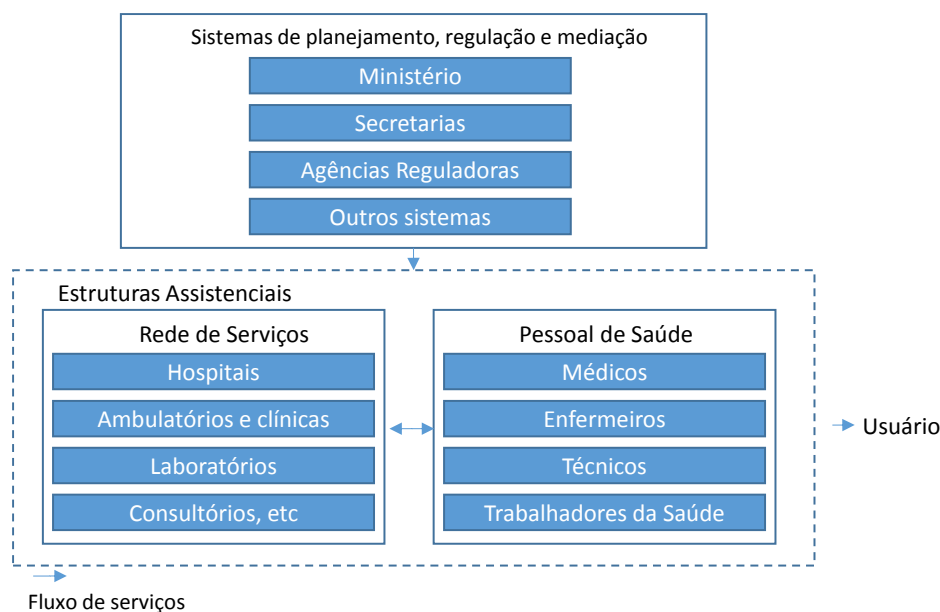 Sistemas de planejamento, regulação e mediação
Ministério
Secretarias
Agências Reguladoras
Outros sistemas
Estruturas Assistenciais
Rede de Serviços
Hospitais
Ambulatórios e clínicas
Laboratórios
Consultórios, etc
Pessoal de Saúde
Médicos
Enfermeiros
Técnicos
Trabalhadores da Saúde
Usuário
Fluxo de serviços